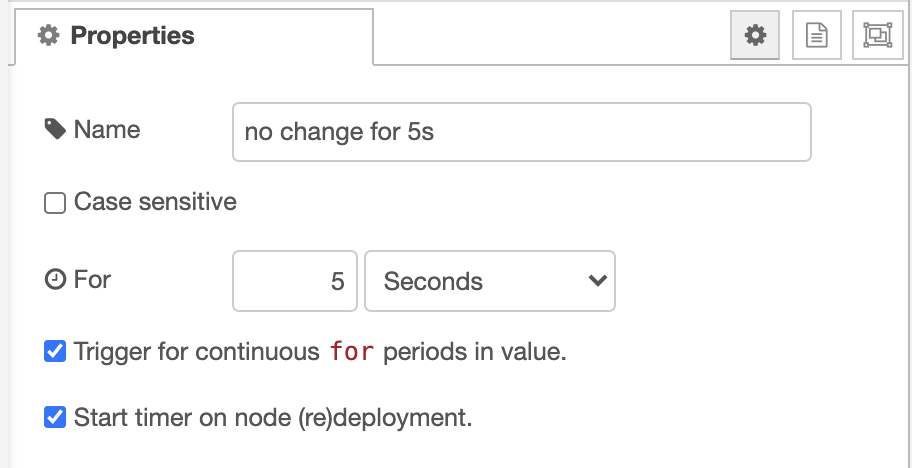 Properties
Name
no change for 5s
Case sensitive
For
5
Seconds
Trigger for continuous for periods in value.
Start timer on node (re)deployment.